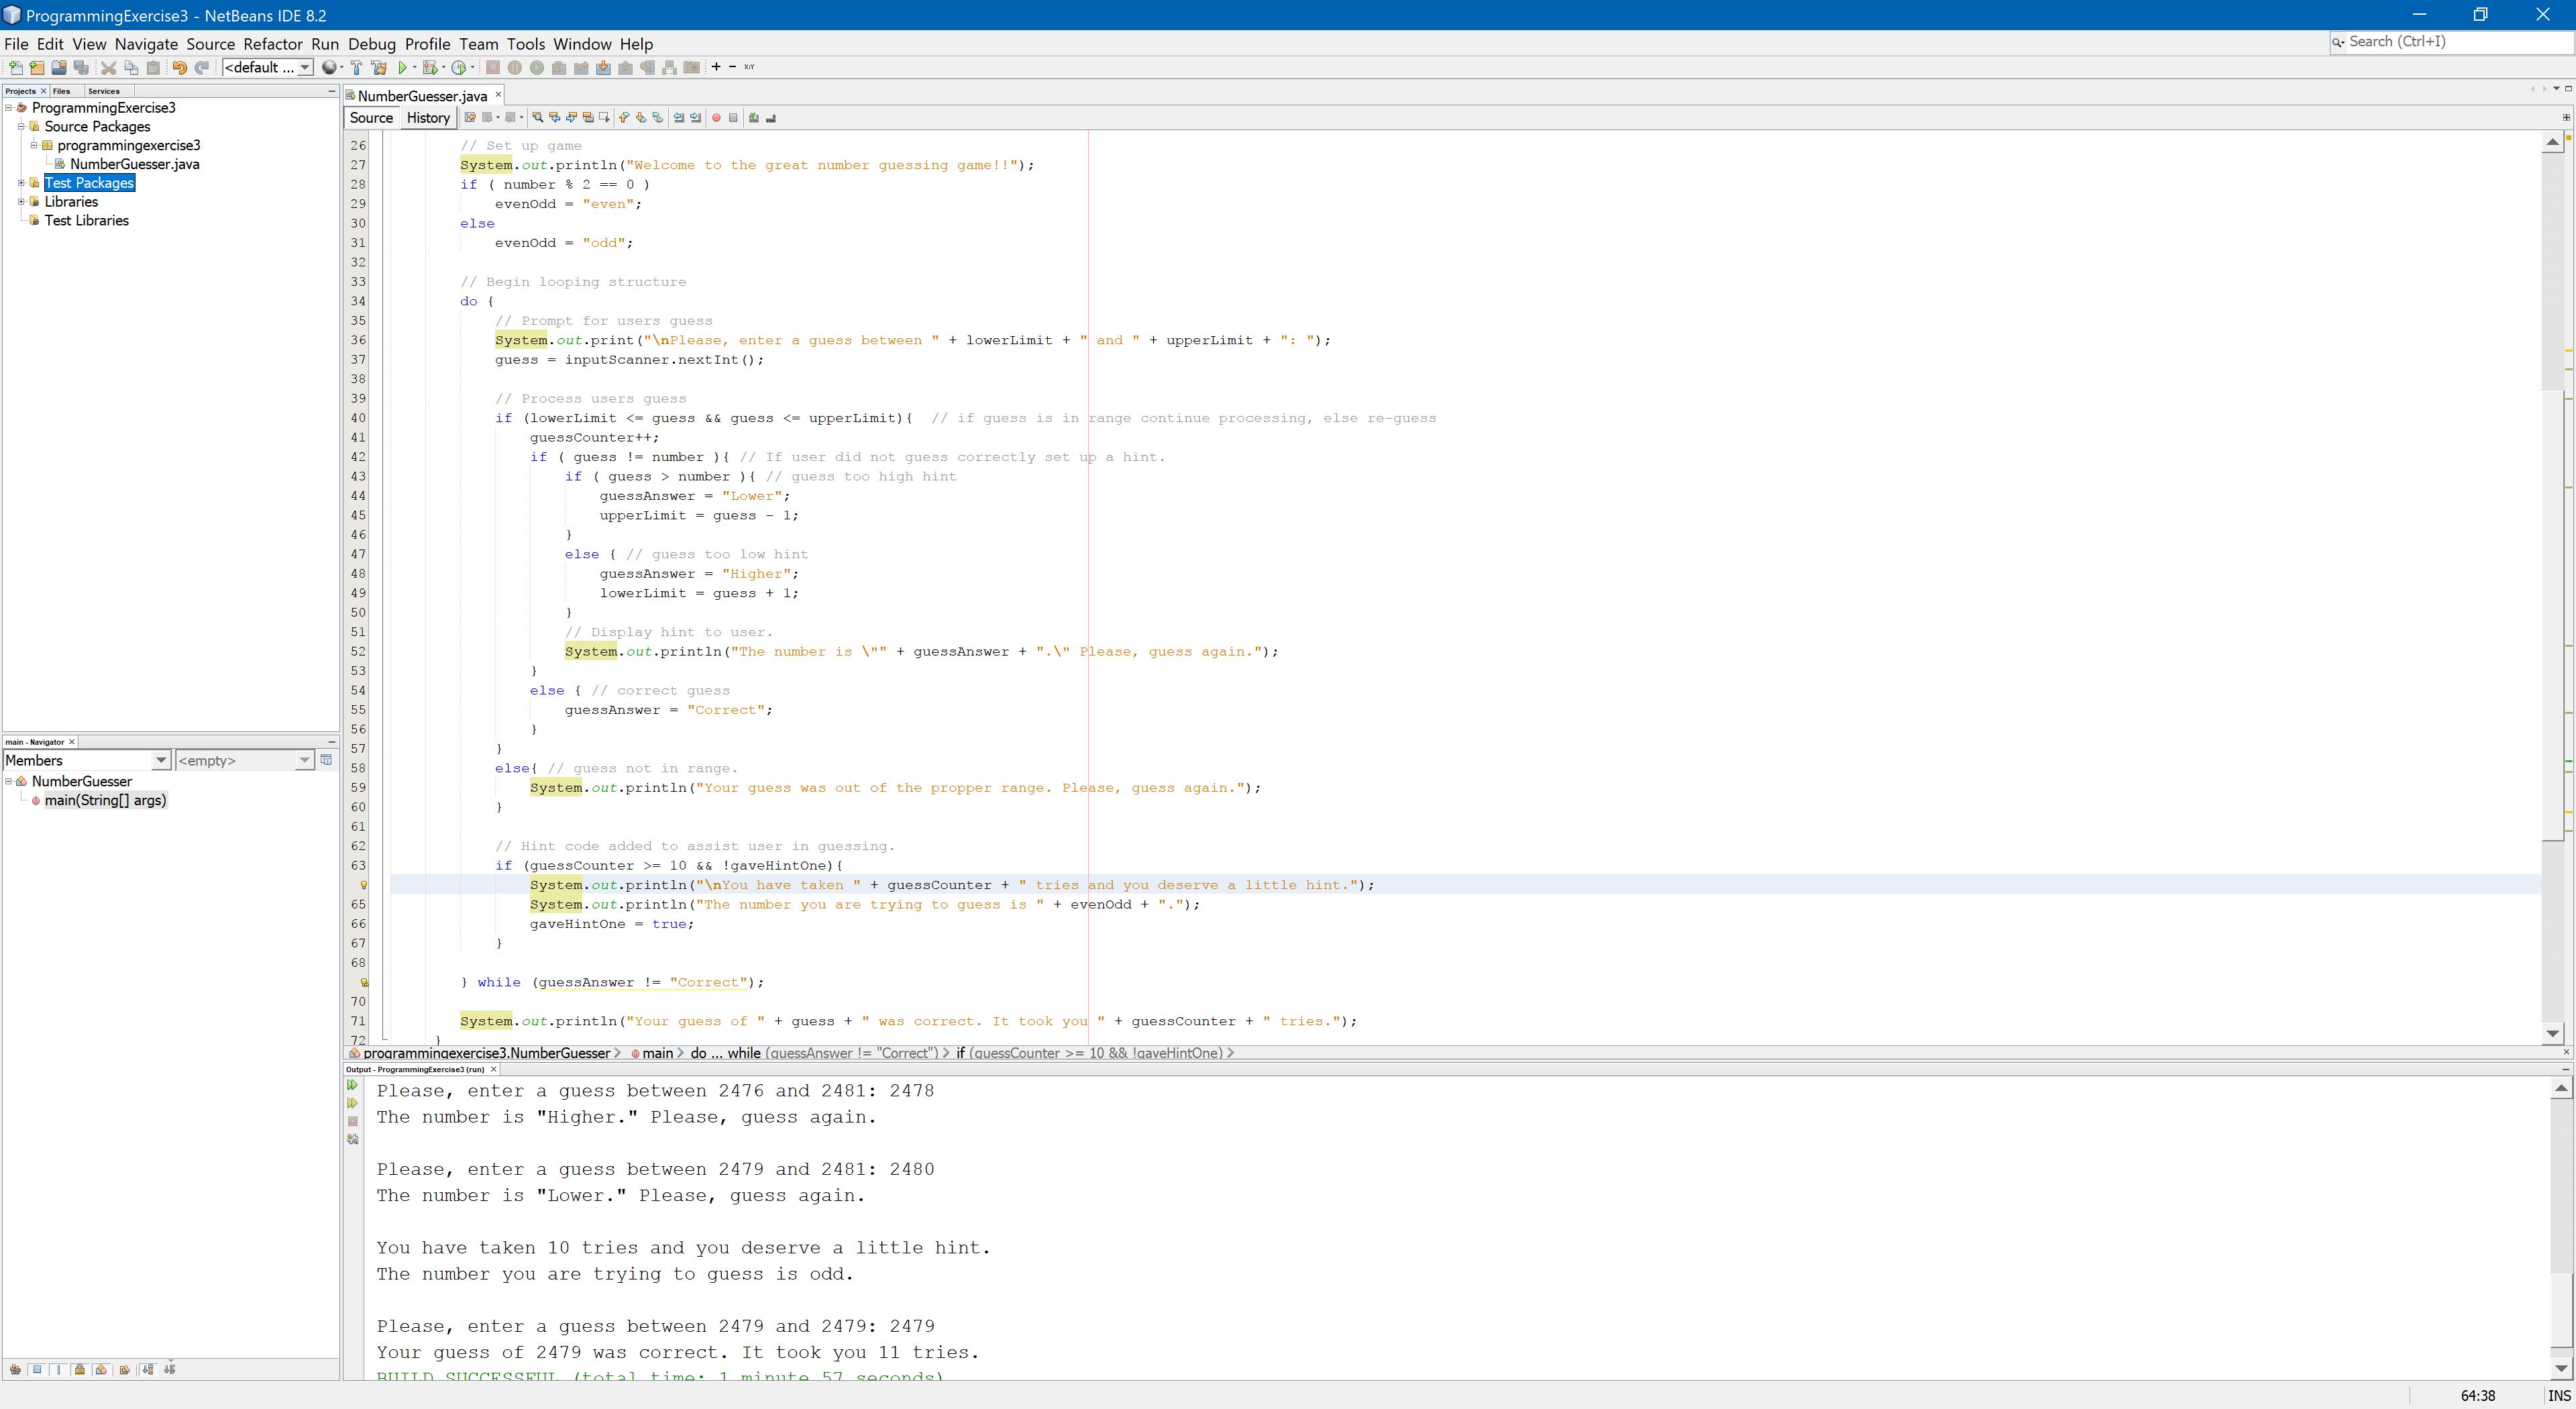 ProgrammingExercise3 - NetBeans IDE 8.2
File Edit View Navigate Source Refactor Run Debug Profile Team Tools Window Help
Search (Ctrl+I)
<default ...
Projects Files Services
ProgrammingExercise3
Source Packages
programmingexercise3
NumberGuesser.java
Test Packages
Libraries
Test Libraries
main - Navigator
Members <empty>
NumberGuesser
main(String[] args)
NumberGuesser.java
Source History
26 // Set up game
27 System.out.println("Welcome to the great number guessing game!!");
28 if ( number % 2 == 0 )
29 evenOdd = "even";
30 else
31 evenOdd = "odd";
32
33 // Begin looping structure
34 do {
35 // Prompt for users guess
36 System.out.print("\nPlease, enter a guess between " + lowerLimit + " and " + upperLimit + ": ");
37 guess = inputScanner.nextInt();
38
39 // Process users guess
40 if (lowerLimit <= guess && guess <= upperLimit){ // if guess is in range continue processing, else re-guess
41 guessCounter++;
42 if ( guess != number ){ // If user did not guess correctly set up a hint.
43 if ( guess > number ){ // guess too high hint
44 guessAnswer = "Lower";
45 upperLimit = guess - 1;
46 }
47 else { // guess too low hint
48 guessAnswer = "Higher";
49 lowerLimit = guess + 1;
50 }
51 // Display hint to user.
52 System.out.println("The number is \"" + guessAnswer + ".\" Please, guess again.");
53 }
54 else { // correct guess
55 guessAnswer = "Correct";
56 }
57 }
58 else{ // guess not in range.
59 System.out.println("Your guess was out of the propper range. Please, guess again.");
60 }
61
62 // Hint code added to assist user in guessing.
63 if (guessCounter >= 10 && !gaveHintOne){
System.out.println("\nYou have taken " + guessCounter + " tries and you deserve a little hint.");
65 System.out.println("The number you are trying to guess is " + evenOdd + ".");
66 gaveHintOne = true;
67 }
68
} while (guessAnswer != "Correct");
70
71 System.out.println("Your guess of " + guess + " was correct. It took you " + guessCounter + " tries.");
72 }
programmingexercise3.NumberGuesser main do ... while (guessAnswer != "Correct") if (guessCounter >= 10 && !gaveHintOne)
Output - ProgrammingExercise3 (run)
Please, enter a guess between 2476 and 2481: 2478
The number is "Higher." Please, guess again.
Please, enter a guess between 2479 and 2481: 2480
The number is "Lower." Please, guess again.
You have taken 10 tries and you deserve a little hint.
The number you are trying to guess is odd.
Please, enter a guess between 2479 and 2479: 2479
Your guess of 2479 was correct. It took you 11 tries.
BUILD SUCCESSFUL (total time: 1 minute 57 seconds)
64:38 INS